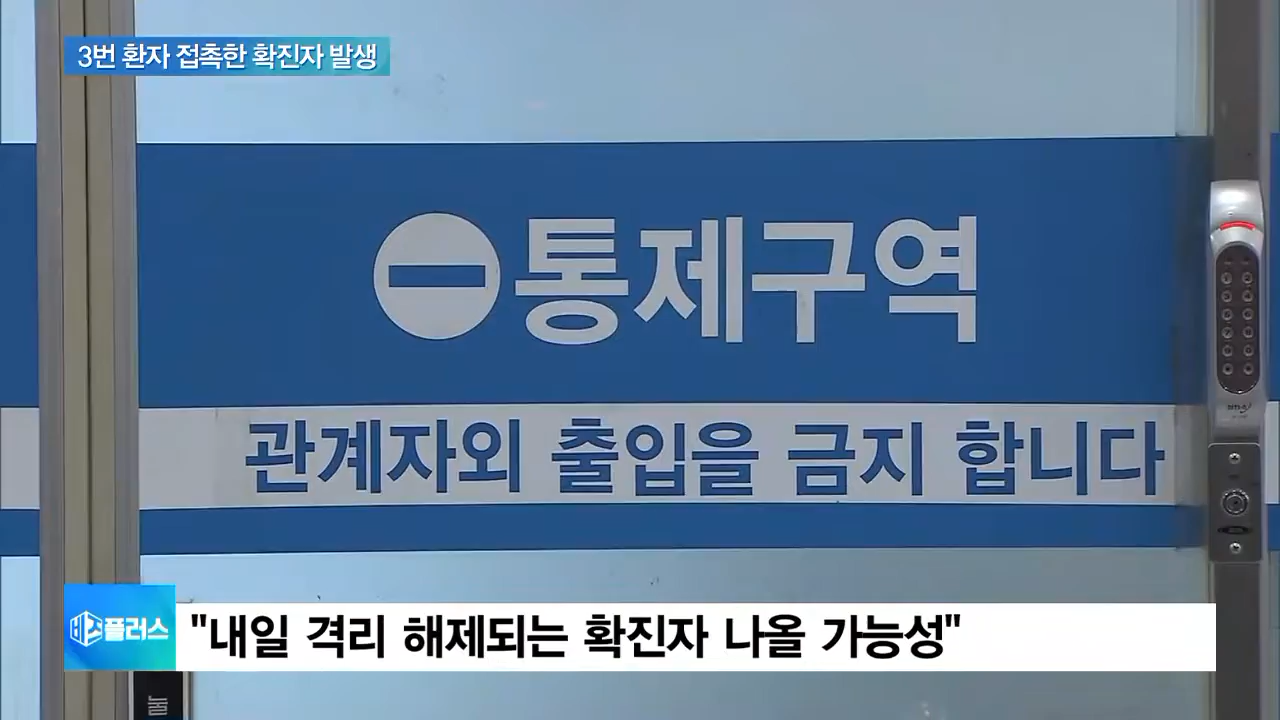 3번 환자 접촉한 확진자 발생
통제구역
관계자외 출입을 금지 합니다
플러스
"내일 격리 해제되는 확진자 나올 가능성"